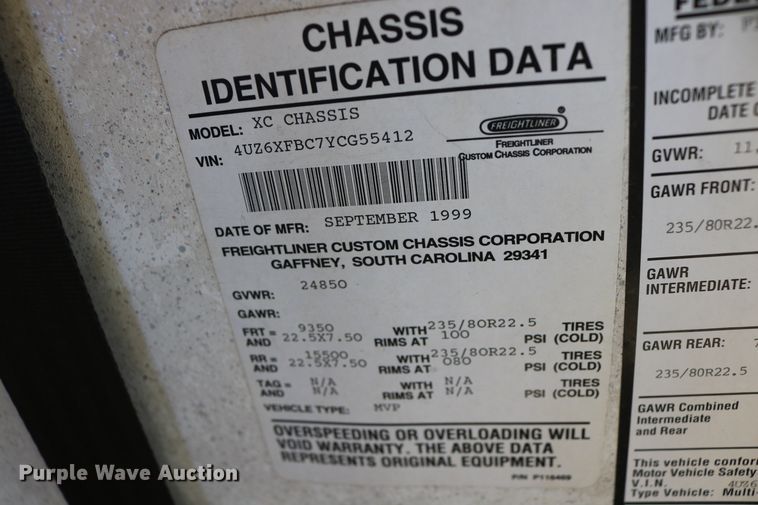 CHASSIS
IDENTIFICATION DATA
MODEL: XC CHASSIS
FREIGHTLINER
VIN: 4UZ6XFBC7YCG55412
FREIGHTLINER
CUSTOM CHASSIS CORPORATION
DATE OF MFR: SEPTEMBER 1999
FREIGHTLINER CUSTOM CHASSIS CORPORATION
GAFFNEY, SOUTH CAROLINA 29341
GVWR: 24850
GAWR:
FRT = 9350 WITH 235/80R22.5 TIRES
AND 22.5X7.50 RIMS AT 100 PSI (COLD)
RR = 15500 WITH 235/80R22.5 TIRES
AND 22.5X7.50 RIMS AT 080 PSI (COLD)
TAG = N/A WITH N/A TIRES
AND N/A RIMS AT N/A PSI (COLD)
VEHICLE TYPE: MVP
OVERSPEEDING OR OVERLOADING WILL
VOID WARRANTY. THE ABOVE DATA
REPRESENTS ORIGINAL EQUIPMENT.
P/N P118469
MFG BY:
INCOMPLETE
DATE
GVWR: 11,
GAWR FRONT:
235/80R22.
GAWR
INTERMEDIATE:
GAWR REAR:
235/80R22.5
GAWR Combined
Intermediate
and Rear
This vehicle confor
Motor Vehicle Safety
V.I.N. 4UZ6
Type Vehicle: Multi-
Purple Wave Auction